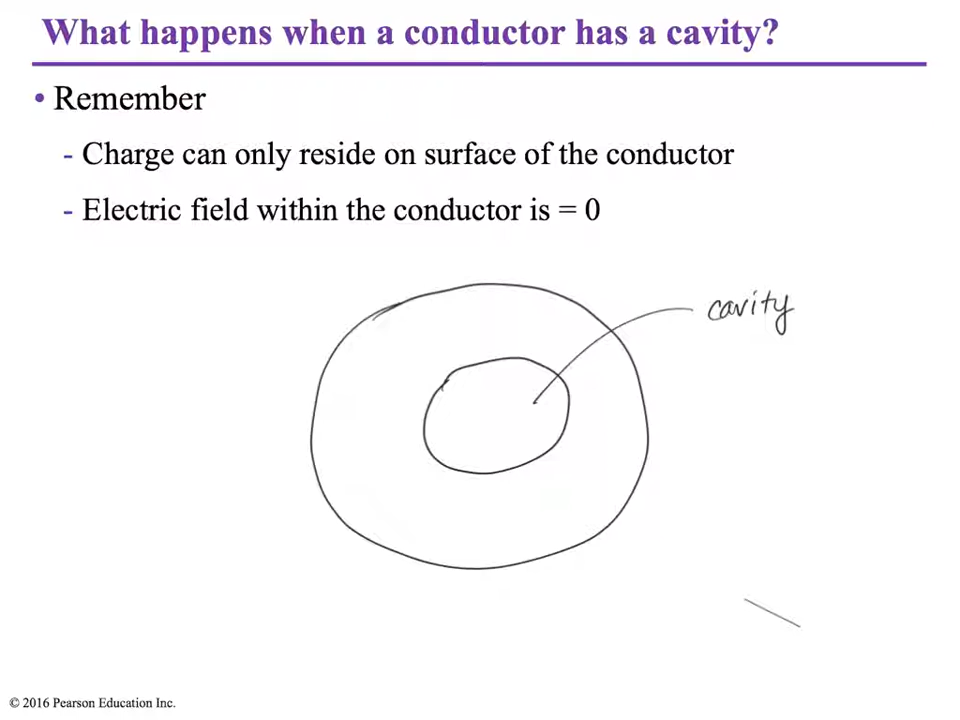 What happens when a conductor has a cavity?
• Remember
- Charge can only reside on surface of the conductor
- Electric field within the conductor is = 0
cavity
© 2016 Pearson Education Inc.